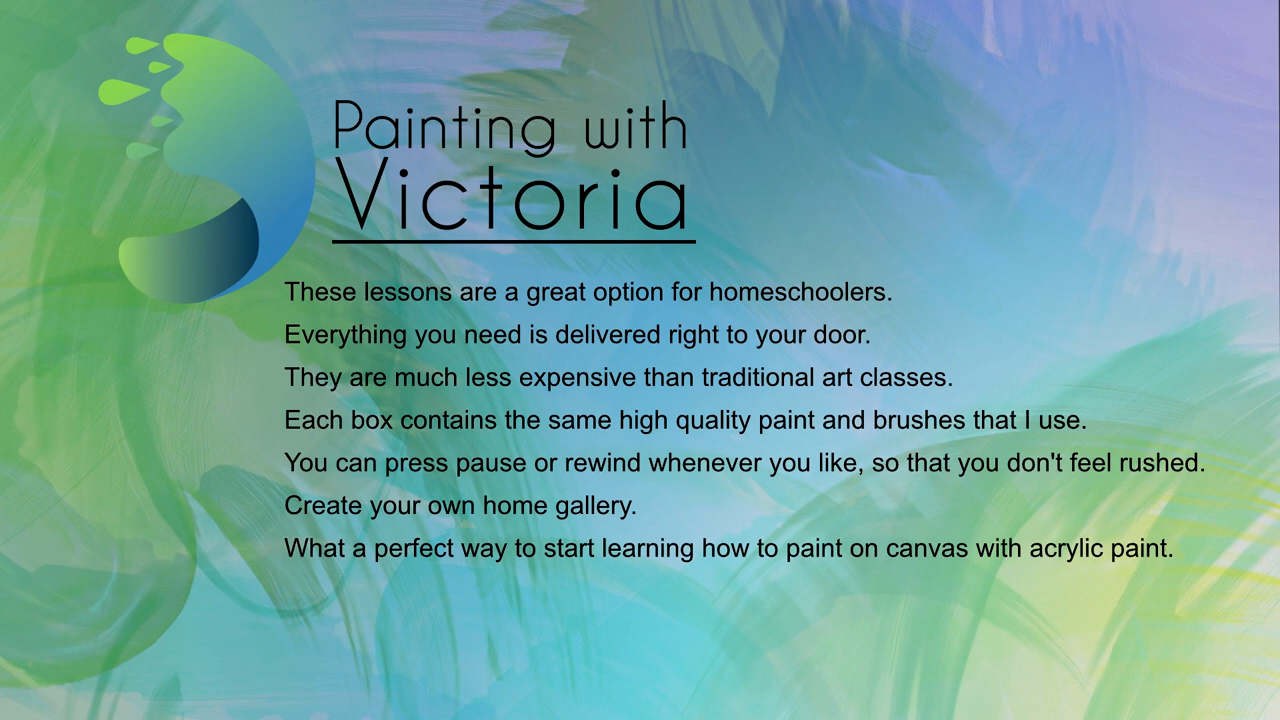 Painting with
Victoria
These lessons are a great option for homeschoolers.
Everything you need is delivered right to your door.
They are much less expensive than traditional art classes.
Each box contains the same high quality paint and brushes that I use.
You can press pause or rewind whenever you like, so that you don't feel rushed.
Create your own home gallery.
What a perfect way to start learning how to paint on canvas with acrylic paint.